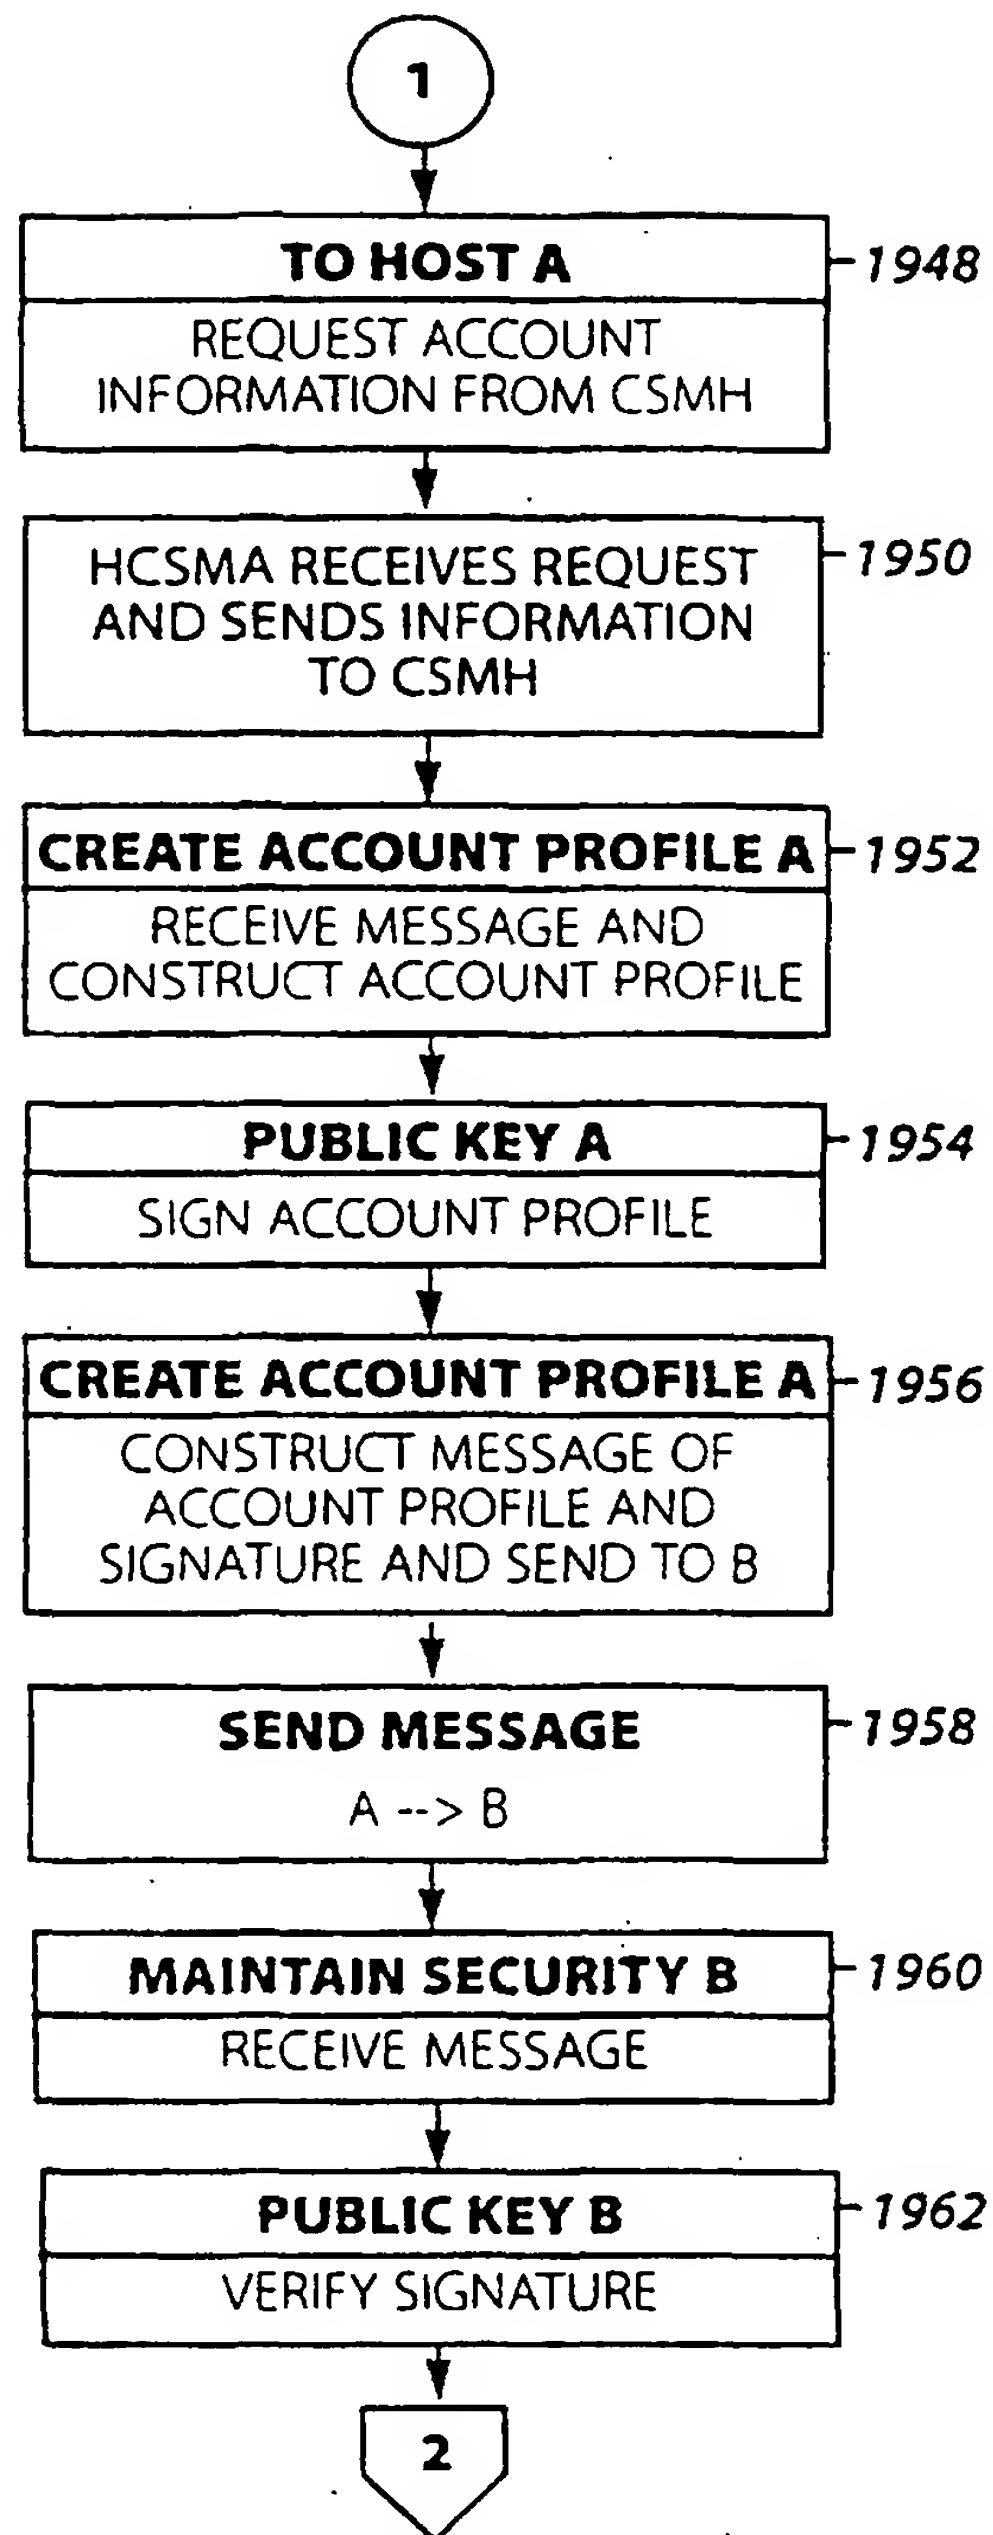 1
TO HOST A
1948
REQUEST ACCOUNT
INFORMATION FROM CSMH
HCSMA RECEIVES REQUEST
1950
AND SENDS INFORMATION
TO CSMH
CREATE ACCOUNT PROFILE A
1952
RECEIVE MESSAGE AND
CONSTRUCT ACCOUNT PROFILE
PUBLIC KEY A
1954
SIGN ACCOUNT PROFILE
CREATE ACCOUNT PROFILE A
1956
CONSTRUCT MESSAGE OF
ACCOUNT PROFILE AND
SIGNATURE AND SEND TO B
SEND MESSAGE
1958
A --> B
MAINTAIN SECURITY B
1960
RECEIVE MESSAGE
PUBLIC KEY B
1962
VERIFY SIGNATURE
2